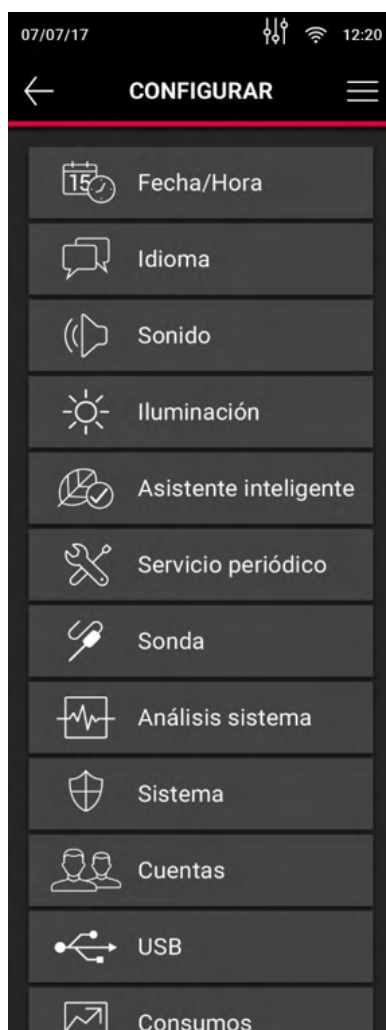 07/07/17 12:20
CONFIGURAR
15 Fecha/Hora
Idioma
Sonido
Iluminación
Asistente inteligente
Servicio periódico
Sonda
Análisis sistema
Sistema
Cuentas
USB
Consumos